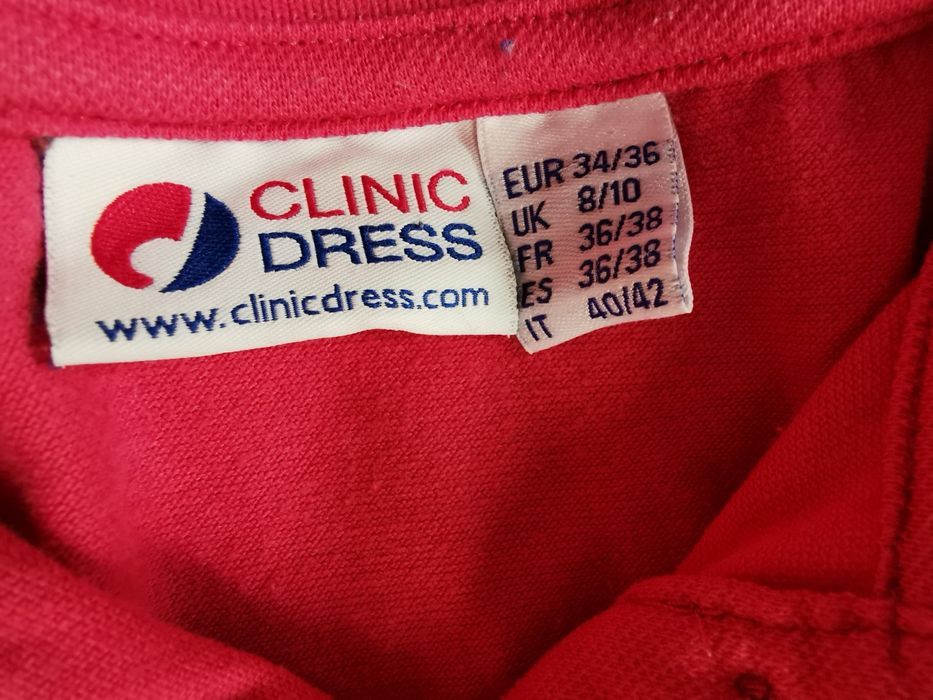 CLINIC
DRESS
www.clinicdress.com
EUR 34/36
UK 8/10
FR 36/38
ES 36/38
IT 40/42